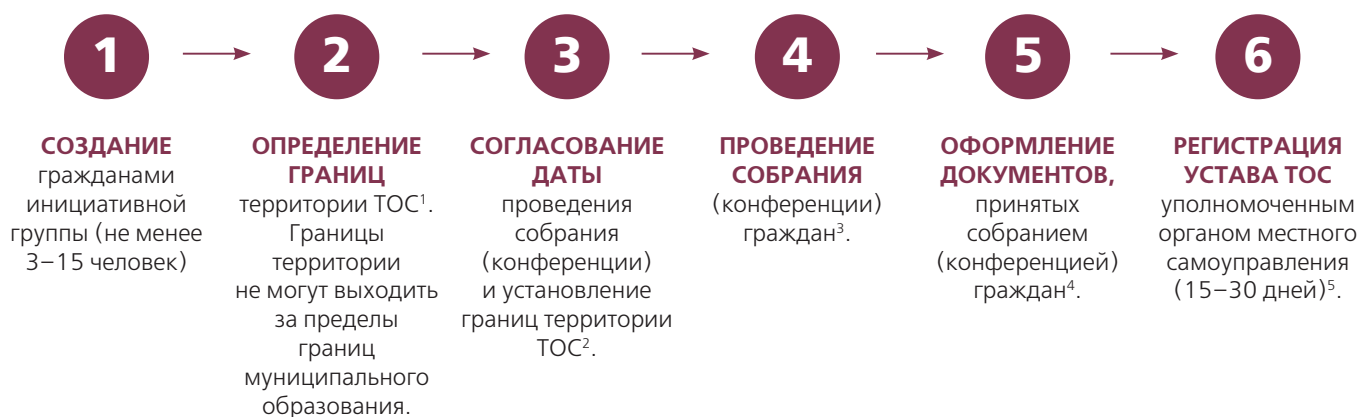 1
СОЗДАНИЕ
гражданами
инициативной
группы (не менее
3–15 человек)
2
ОПРЕДЕЛЕНИЕ
ГРАНИЦ
территории ТОС¹.
Границы
территории
не могут выходить
за пределы
границ
муниципального
образования.
3
СОГЛАСОВАНИЕ
ДАТЫ
проведения
собрания
(конференции)
и установление
границ территории
ТОС².
4
ПРОВЕДЕНИЕ
СОБРАНИЯ
(конференции)
граждан³.
5
ОФОРМЛЕНИЕ
ДОКУМЕНТОВ,
принятых
собранием
(конференцией)
граждан⁴.
6
РЕГИСТРАЦИЯ
УСТАВА ТОС
уполномоченным
органом местного
самоуправления
(15–30 дней)⁵.